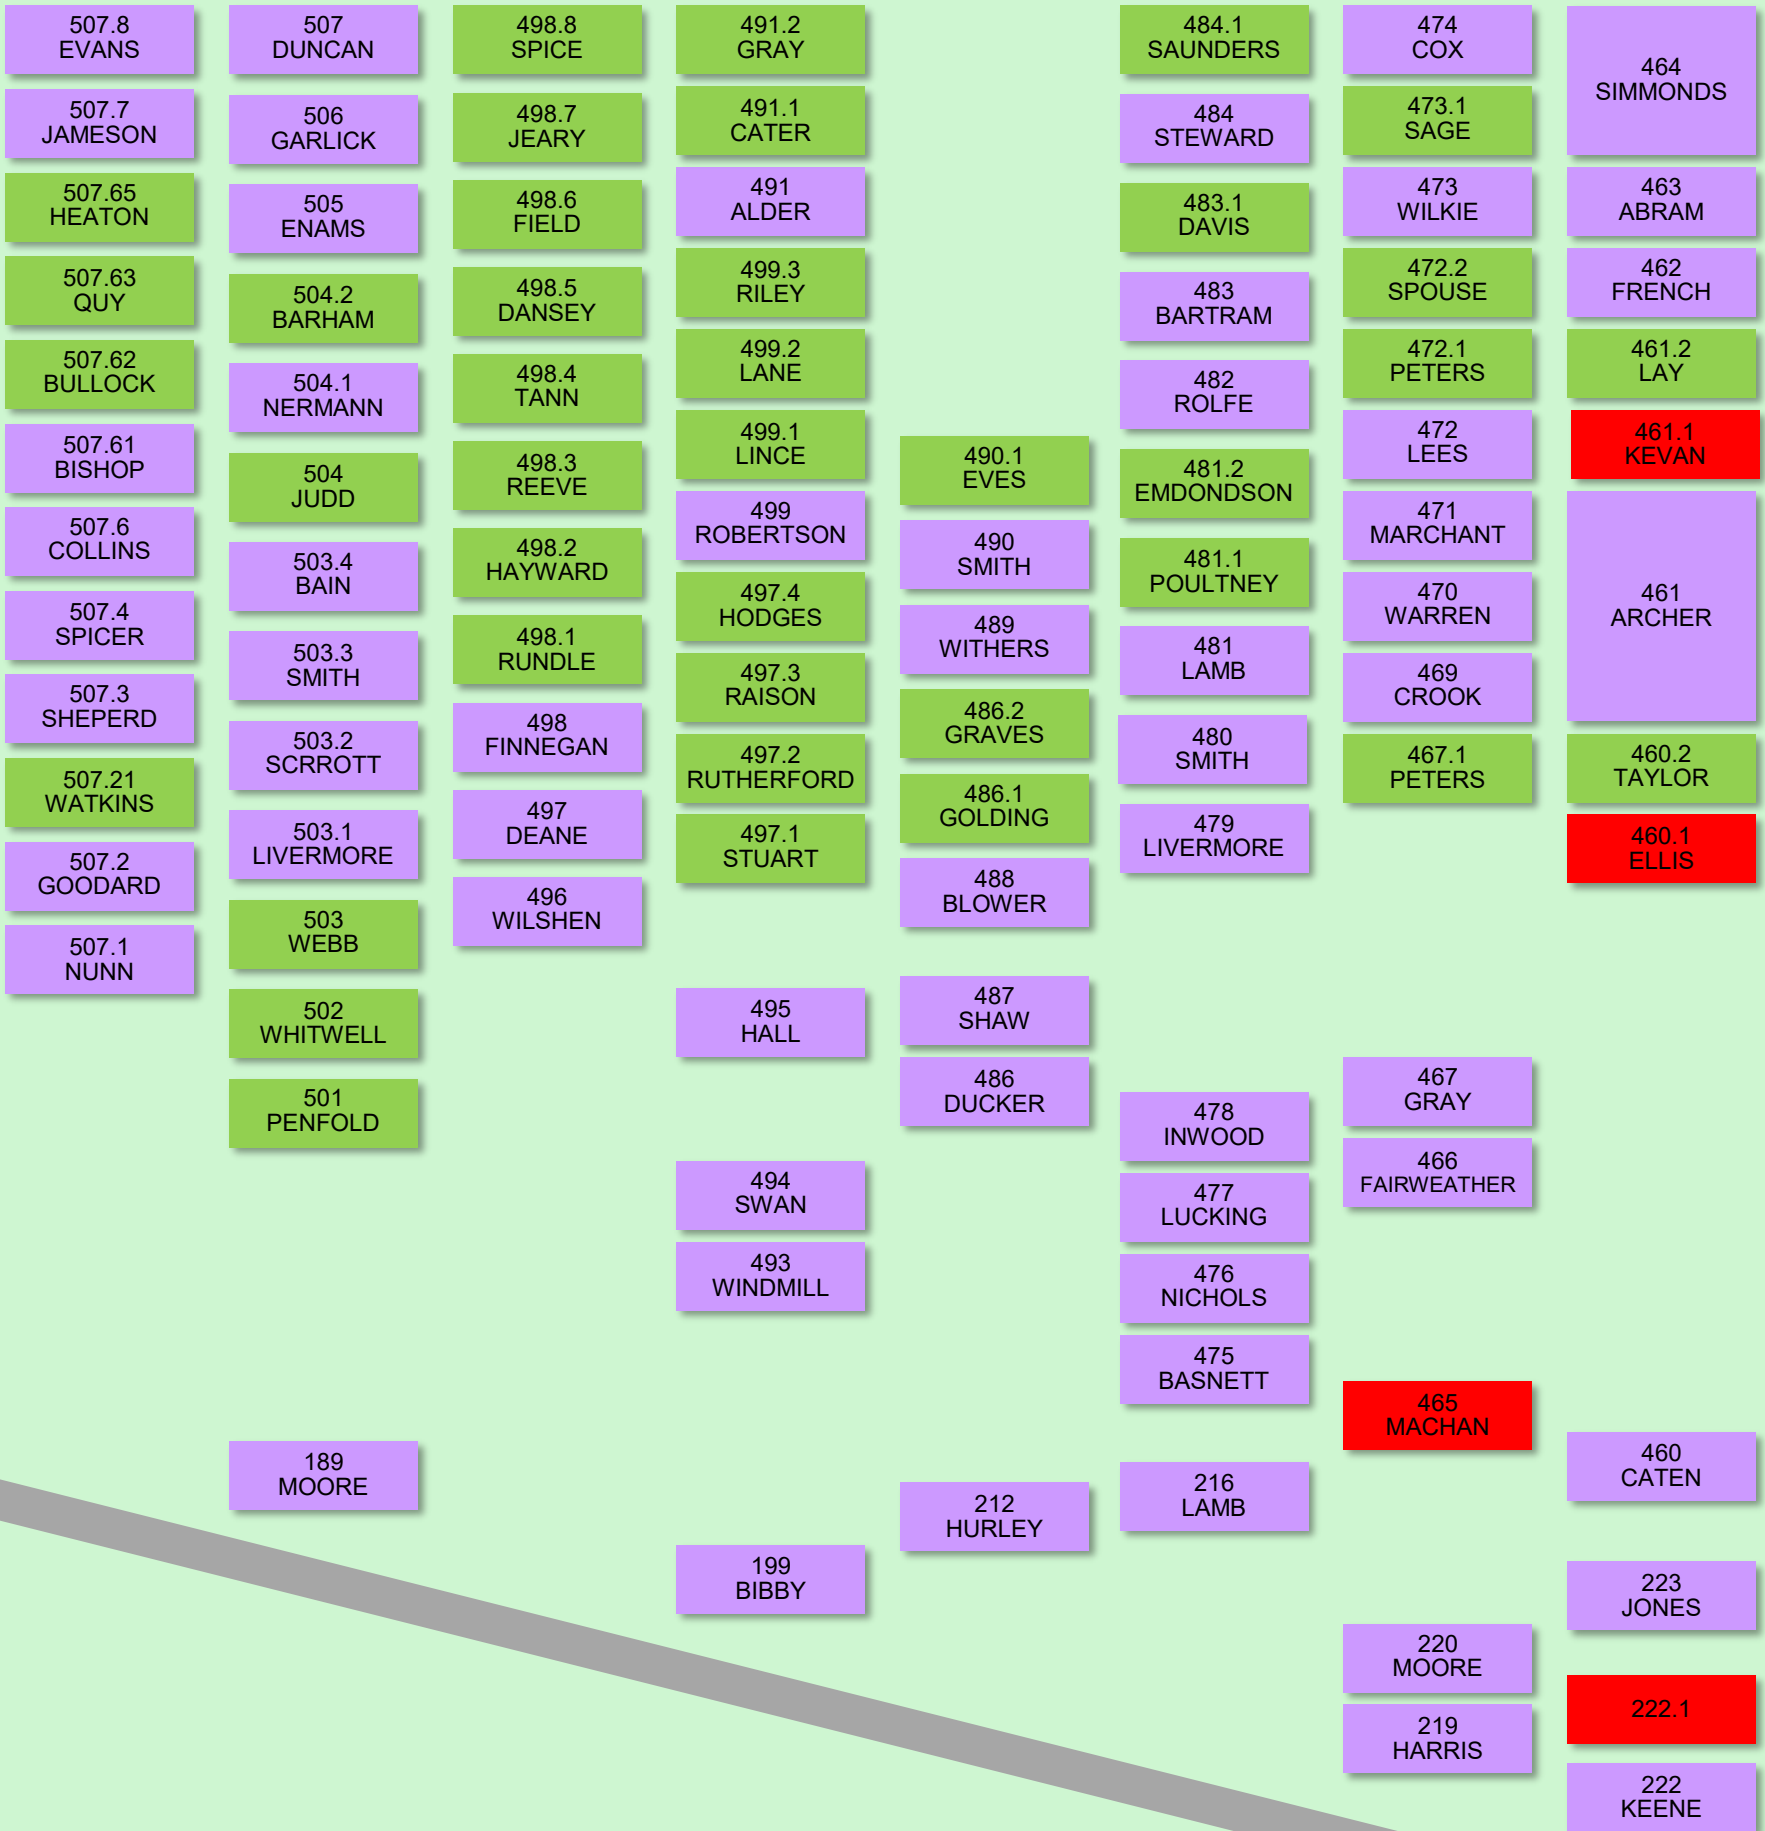 507.8
EVANS
507.7
JAMESON
507.65
HEATON
507.63
QUY
507.62
BULLOCK
507.61
BISHOP
507.6
COLLINS
507.4
SPICER
507.3
SHEPERD
507.21
WATKINS
507.2
GOODARD
507.1
NUNN
507
DUNCAN
506
GARLICK
505
ENAMS
504.2
BARHAM
504.1
NERMANN
504
JUDD
503.4
BAIN
503.3
SMITH
503.2
SCRROTT
503.1
LIVERMORE
503
WEBB
502
WHITWELL
501
PENFOLD
189
MOORE
498.8
SPICE
498.7
JEARY
498.6
FIELD
498.5
DANSEY
498.4
TANN
498.3
REEVE
498.2
HAYWARD
498.1
RUNDLE
498
FINNEGAN
497
DEANE
496
WILSHEN
491.2
GRAY
491.1
CATER
491
ALDER
499.3
RILEY
499.2
LANE
499.1
LINCE
499
ROBERTSON
497.4
HODGES
497.3
RAISON
497.2
RUTHERFORD
497.1
STUART
495
HALL
494
SWAN
493
WINDMILL
199
BIBBY
490.1
EVES
490
SMITH
489
WITHERS
486.2
GRAVES
486.1
GOLDING
488
BLOWER
487
SHAW
486
DUCKER
212
HURLEY
484.1
SAUNDERS
484
STEWARD
483.1
DAVIS
483
BARTRAM
482
ROLFE
481.2
EMDONDSON
481.1
POULTNEY
481
LAMB
480
SMITH
479
LIVERMORE
478
INWOOD
477
LUCKING
476
NICHOLS
475
BASNETT
216
LAMB
474
COX
473.1
SAGE
473
WILKIE
472.2
SPOUSE
472.1
PETERS
472
LEES
471
MARCHANT
470
WARREN
469
CROOK
467.1
PETERS
467
GRAY
466
FAIRWEATHER
465
MACHAN
220
MOORE
219
HARRIS
464
SIMMONDS
463
ABRAM
462
FRENCH
461.2
LAY
461.1
KEVAN
461
ARCHER
460.2
TAYLOR
460.1
ELLIS
460
CATEN
223
JONES
222.1
222
KEENE